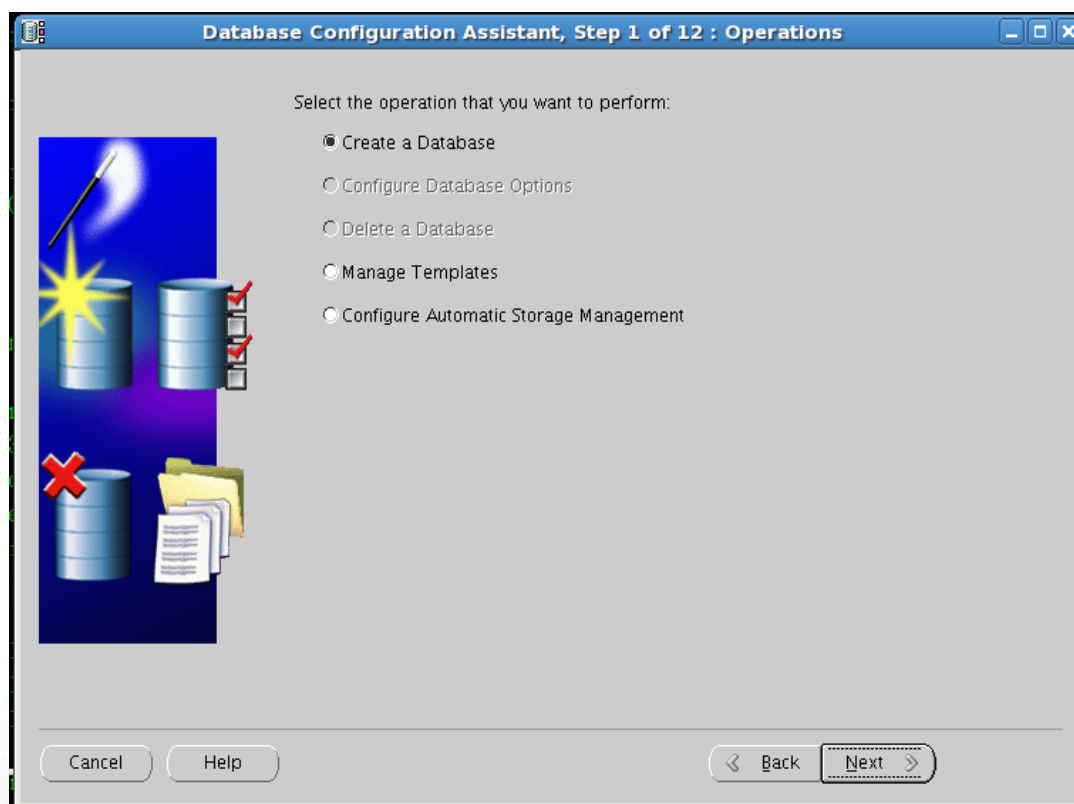 Database Configuration Assistant, Step 1 of 12 : Operations
Select the operation that you want to perform:
Create a Database
Configure Database Options
Delete a Database
Manage Templates
Configure Automatic Storage Management
Cancel
Help
Back
Next